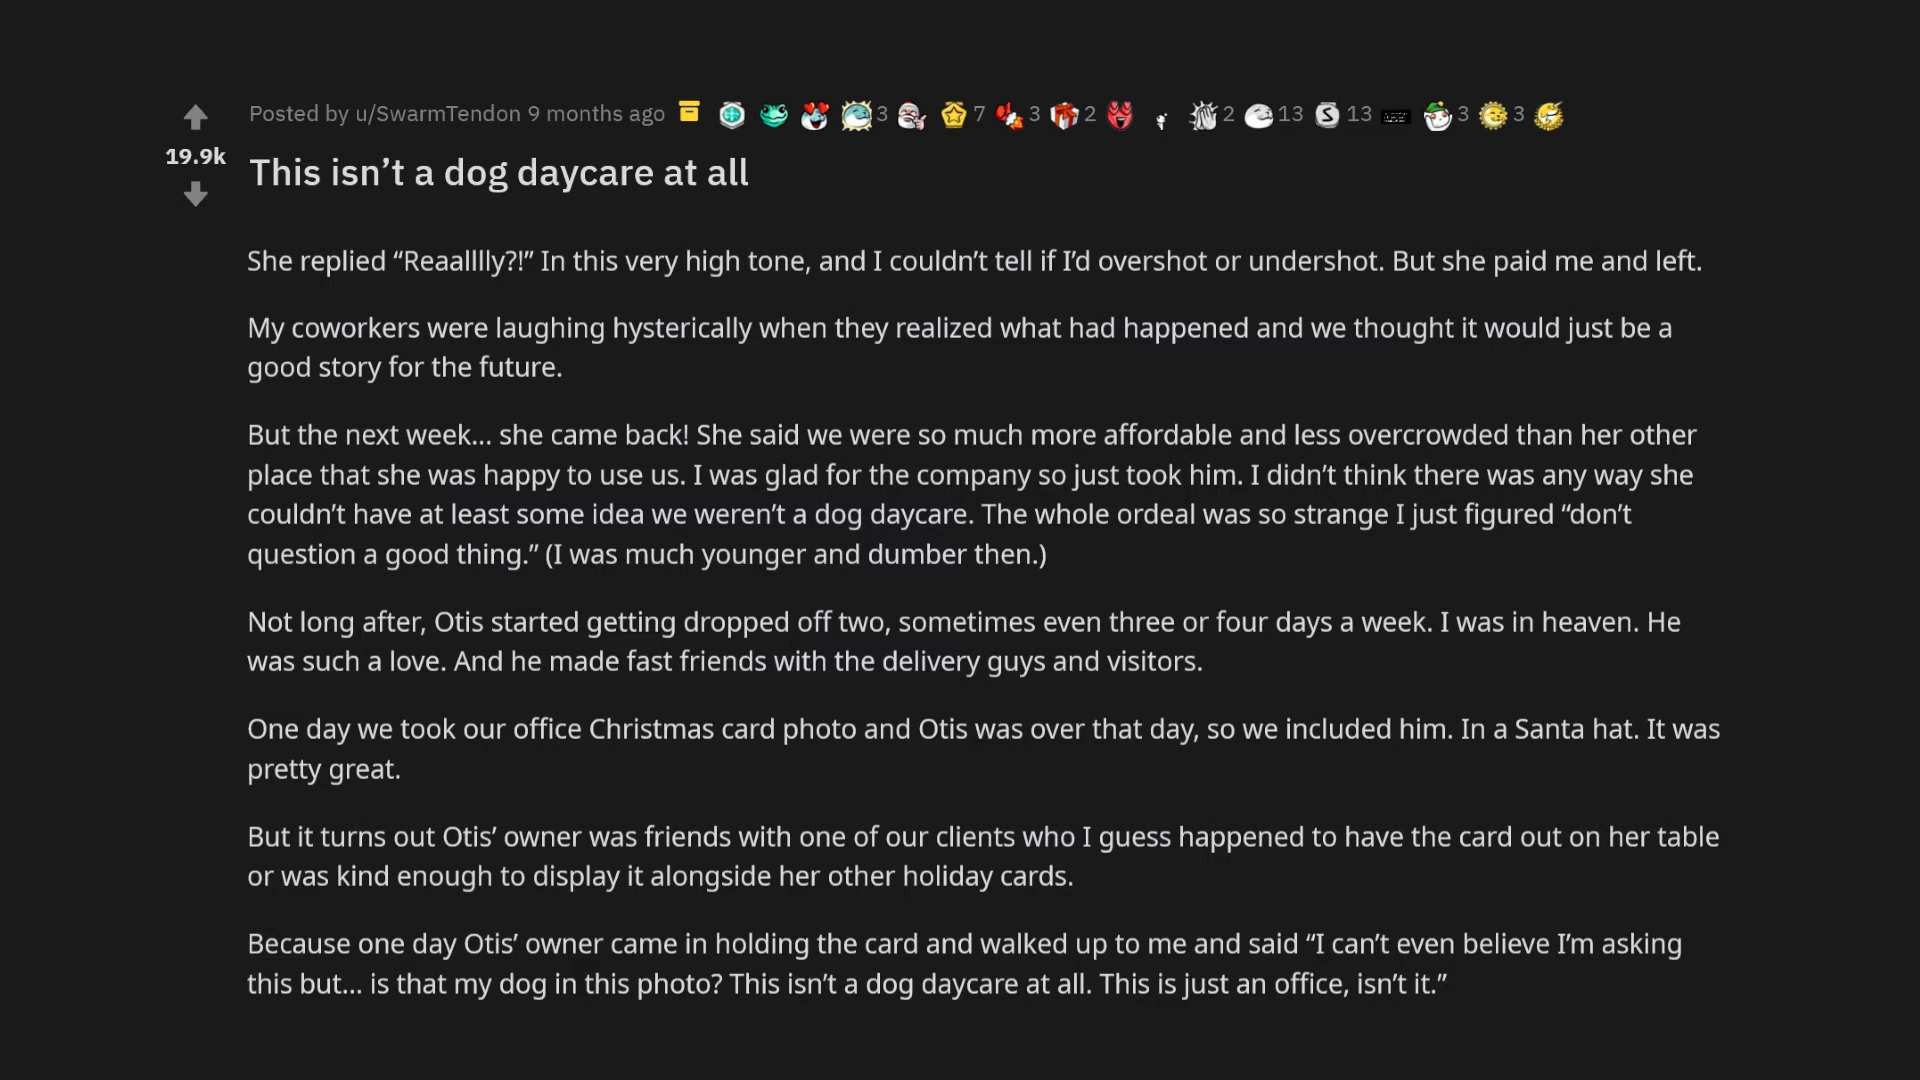 Posted by u/SwarmTendon 9 months ago 3 7 3 2 2 13 13 3 3
19.9k
This isn’t a dog daycare at all
She replied “Reaalllly?!” In this very high tone, and I couldn’t tell if I’d overshot or undershot. But she paid me and left.
My coworkers were laughing hysterically when they realized what had happened and we thought it would just be a
good story for the future.
But the next week... she came back! She said we were so much more affordable and less overcrowded than her other
place that she was happy to use us. I was glad for the company so just took him. I didn’t think there was any way she
couldn’t have at least some idea we weren’t a dog daycare. The whole ordeal was so strange I just figured “don’t
question a good thing.” (I was much younger and dumber then.)
Not long after, Otis started getting dropped off two, sometimes even three or four days a week. I was in heaven. He
was such a love. And he made fast friends with the delivery guys and visitors.
One day we took our office Christmas card photo and Otis was over that day, so we included him. In a Santa hat. It was
pretty great.
But it turns out Otis’ owner was friends with one of our clients who I guess happened to have the card out on her table
or was kind enough to display it alongside her other holiday cards.
Because one day Otis’ owner came in holding the card and walked up to me and said “I can’t even believe I’m asking
this but... is that my dog in this photo? This isn’t a dog daycare at all. This is just an office, isn’t it.”